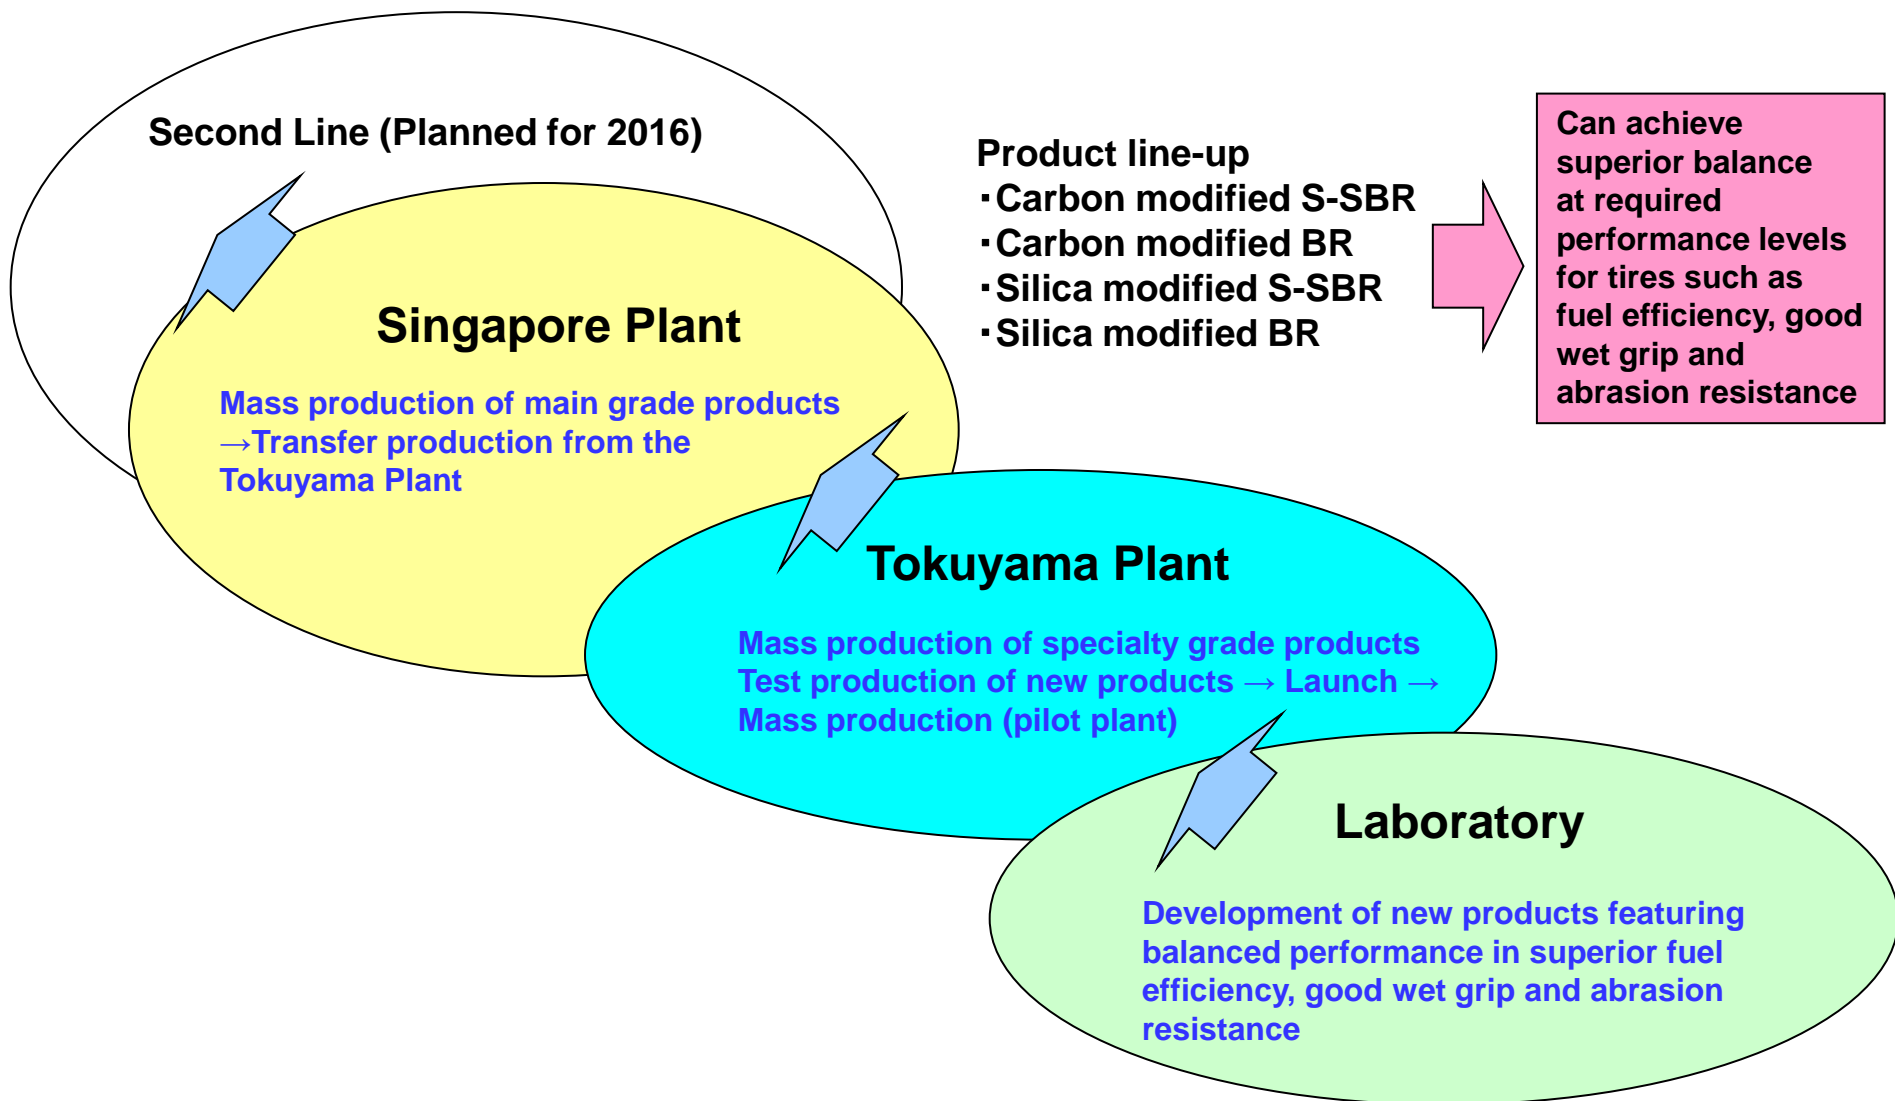 Second Line (Planned for 2016)
Singapore Plant
Mass production of main grade products
→Transfer production from the
Tokuyama Plant
Product line-up
・Carbon modified S-SBR
・Carbon modified BR
・Silica modified S-SBR
・Silica modified BR
Can achieve
superior balance
at required
performance levels
for tires such as
fuel efficiency, good
wet grip and
abrasion resistance
Tokuyama Plant
Mass production of specialty grade products
Test production of new products → Launch →
Mass production (pilot plant)
Laboratory
Development of new products featuring
balanced performance in superior fuel
efficiency, good wet grip and abrasion
resistance